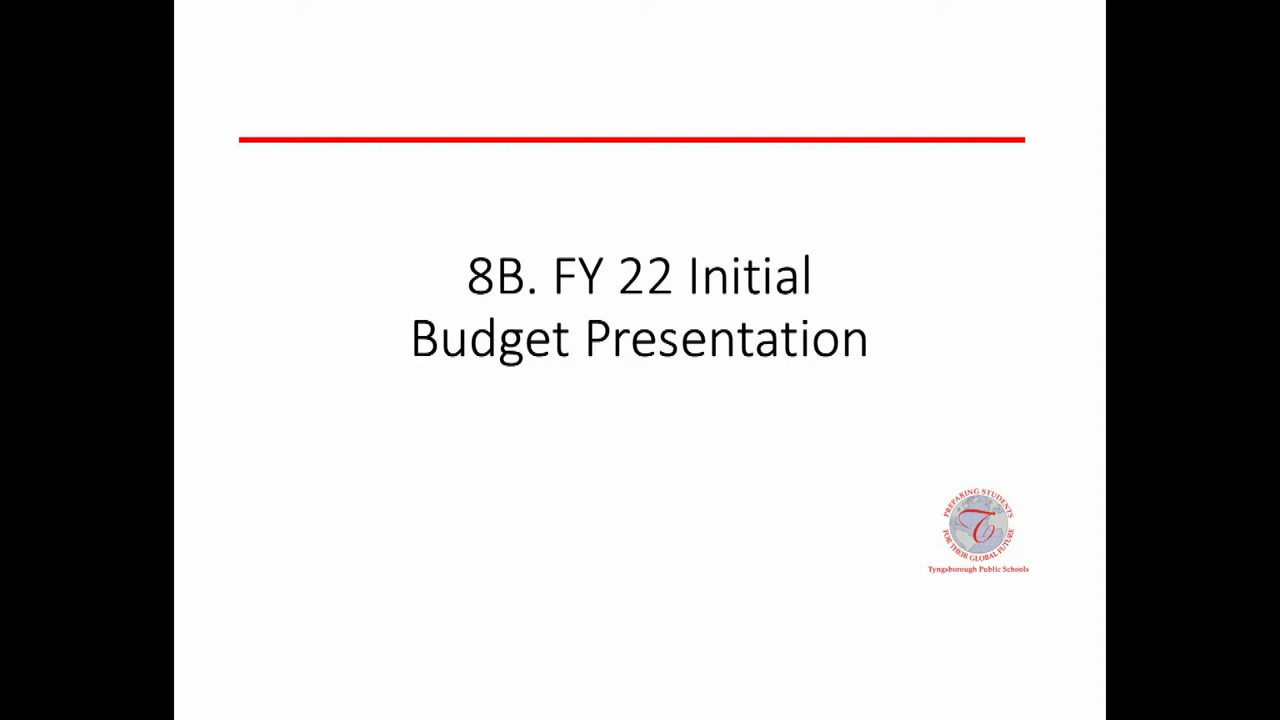 8B. FY 22 Initial
Budget Presentation
PREPARING STUDENTS
T
FOR THEIR GLOBAL FUTURE
Tyngsborough Public Schools